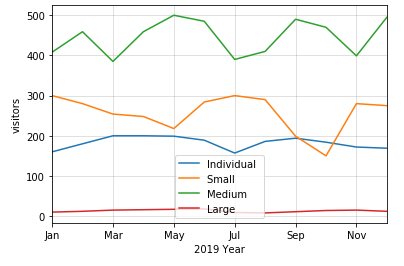 500
400
300
200
100
0
visitors
Individual
Small
Medium
Large
Jan
Mar
May
Jul
Sep
Nov
2019 Year